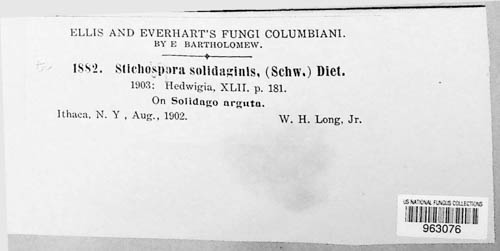 ELLIS AND EVERHART'S FUNGI COLUMBIANI.
BY E BARTHOLOMEW.
1882. Stichospora solidaginis, (Schw.) Diet.
1903: Hedwigia, XLII. p. 181.
On Solidago arguta.
Ithaca, N. Y , Aug., 1902. W. H. Long, Jr.
US NATIONAL FUNGUS COLLECTIONS
963076